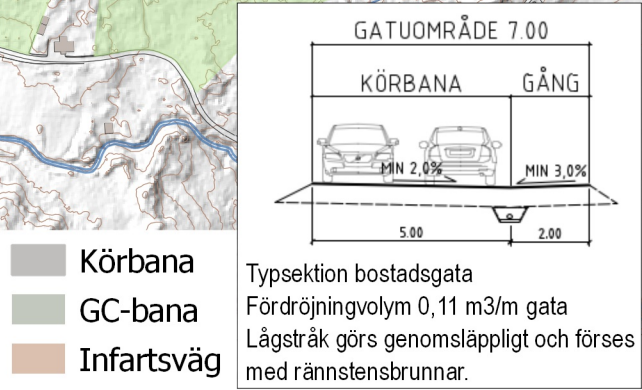 GATUOMRÅDE 7.00
KÖRBANA GÅNG
MIN 2,0% MIN 3,0%
5.00 2.00
Typsektion bostadsgata
Fördröjningvolym 0,11 m3/m gata
Lågstråk görs genomsläppligt och förses
med rännstensbrunnar.
Körbana
GC-bana
Infartsväg